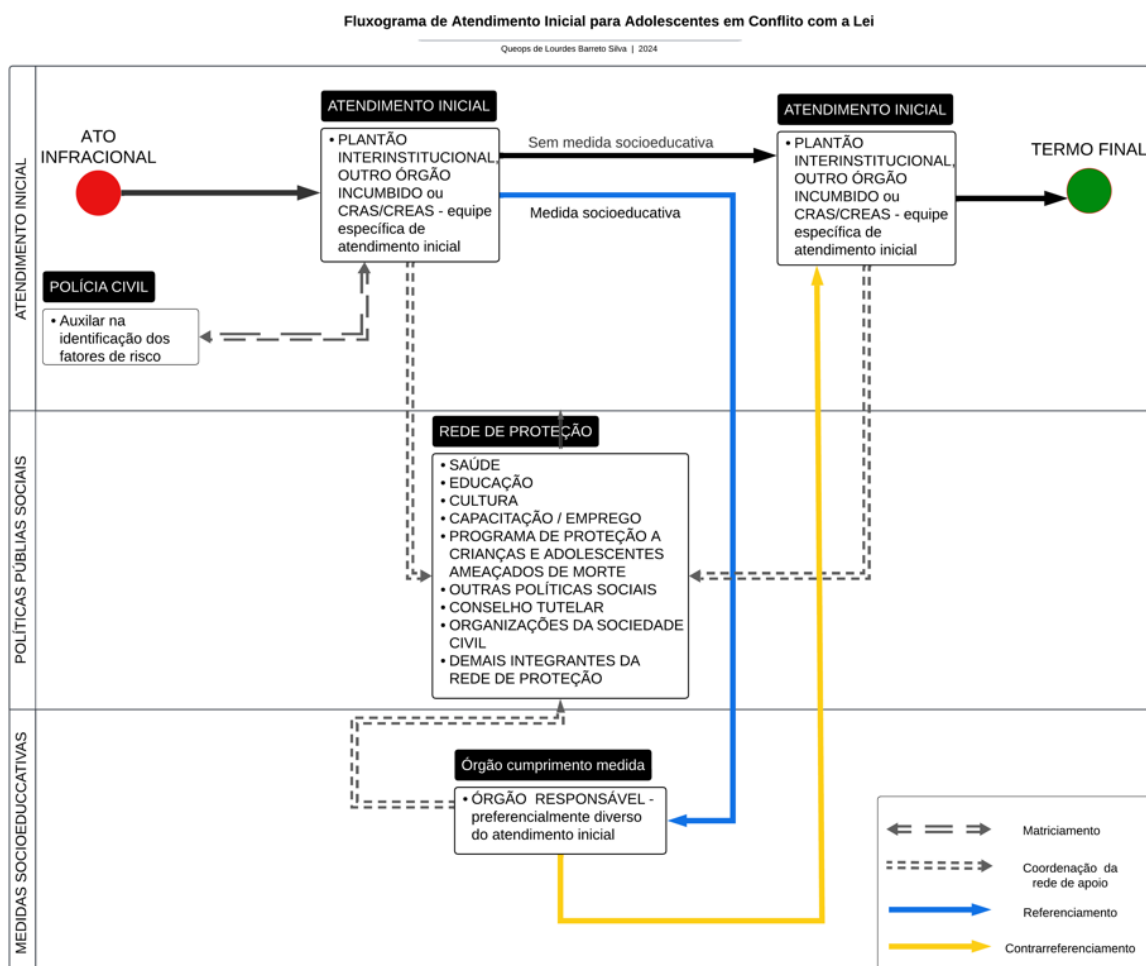 Fluxograma de Atendimento Inicial para Adolescentes em Conflito com a Lei
Queops de Lourdes Barreto Silva | 2024
ATENDIMENTO INICIAL
ATO
INFRACIONAL
ATENDIMENTO INICIAL
• PLANTÃO
INTERINSTITUCIONAL,
OUTRO ÓRGÃO
INCUMBIDO ou
CRAS/CREAS - equipe
específica de
atendimento inicial
Sem medida socioeducativa
Medida socioeducativa
ATENDIMENTO INICIAL
• PLANTÃO
INTERINSTITUCIONAL,
OUTRO ÓRGÃO
INCUMBIDO ou
CRAS/CREAS - equipe
específica de
atendimento inicial
TERMO FINAL
POLÍCIA CIVIL
• Auxilar na
identificação dos
fatores de risco
POLÍTICAS PÚBLIAS SOCIAIS
REDE DE PROTEÇÃO
• SAÚDE
• EDUCAÇÃO
• CULTURA
• CAPACITAÇÃO / EMPREGO
• PROGRAMA DE PROTEÇÃO A
CRIANÇAS E ADOLESCENTES
AMEAÇADOS DE MORTE
• OUTRAS POLÍTICAS SOCIAIS
• CONSELHO TUTELAR
• ORGANIZAÇÕES DA SOCIEDADE
CIVIL
• DEMAIS INTEGRANTES DA
REDE DE PROTEÇÃO
MEDIDAS SOCIOEDUCCATIVAS
Órgão cumprimento medida
• ÓRGÃO RESPONSÁVEL -
preferencialmente diverso
do atendimento inicial
Matriciamento
Coordenação da
rede de apoio
Referenciamento
Contrarreferenciamento